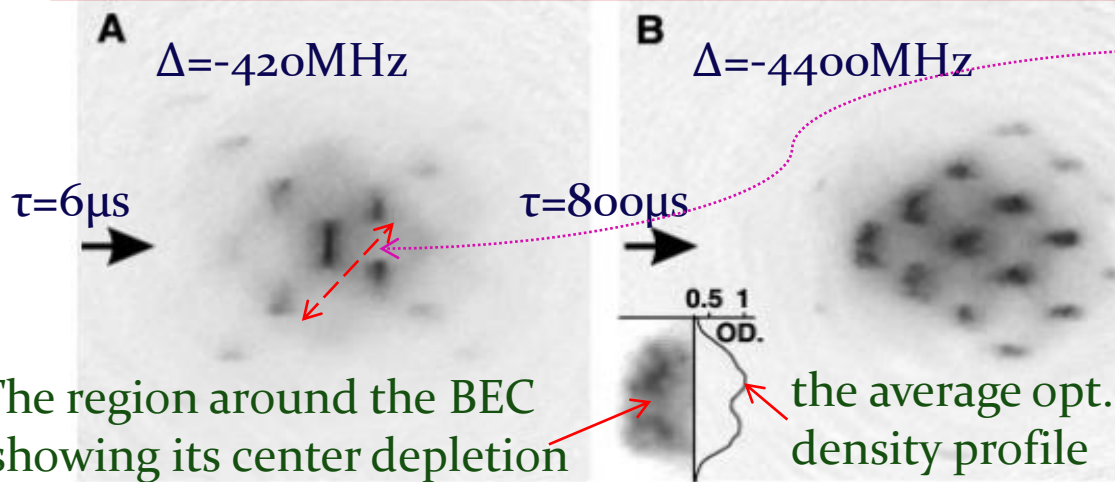 A
Δ=-420MHz
τ=6μs
B
Δ=-4400MHz
τ=800μs
0.5 1
OD.
The region around the BEC
showing its center depletion
the average opt.
density profile